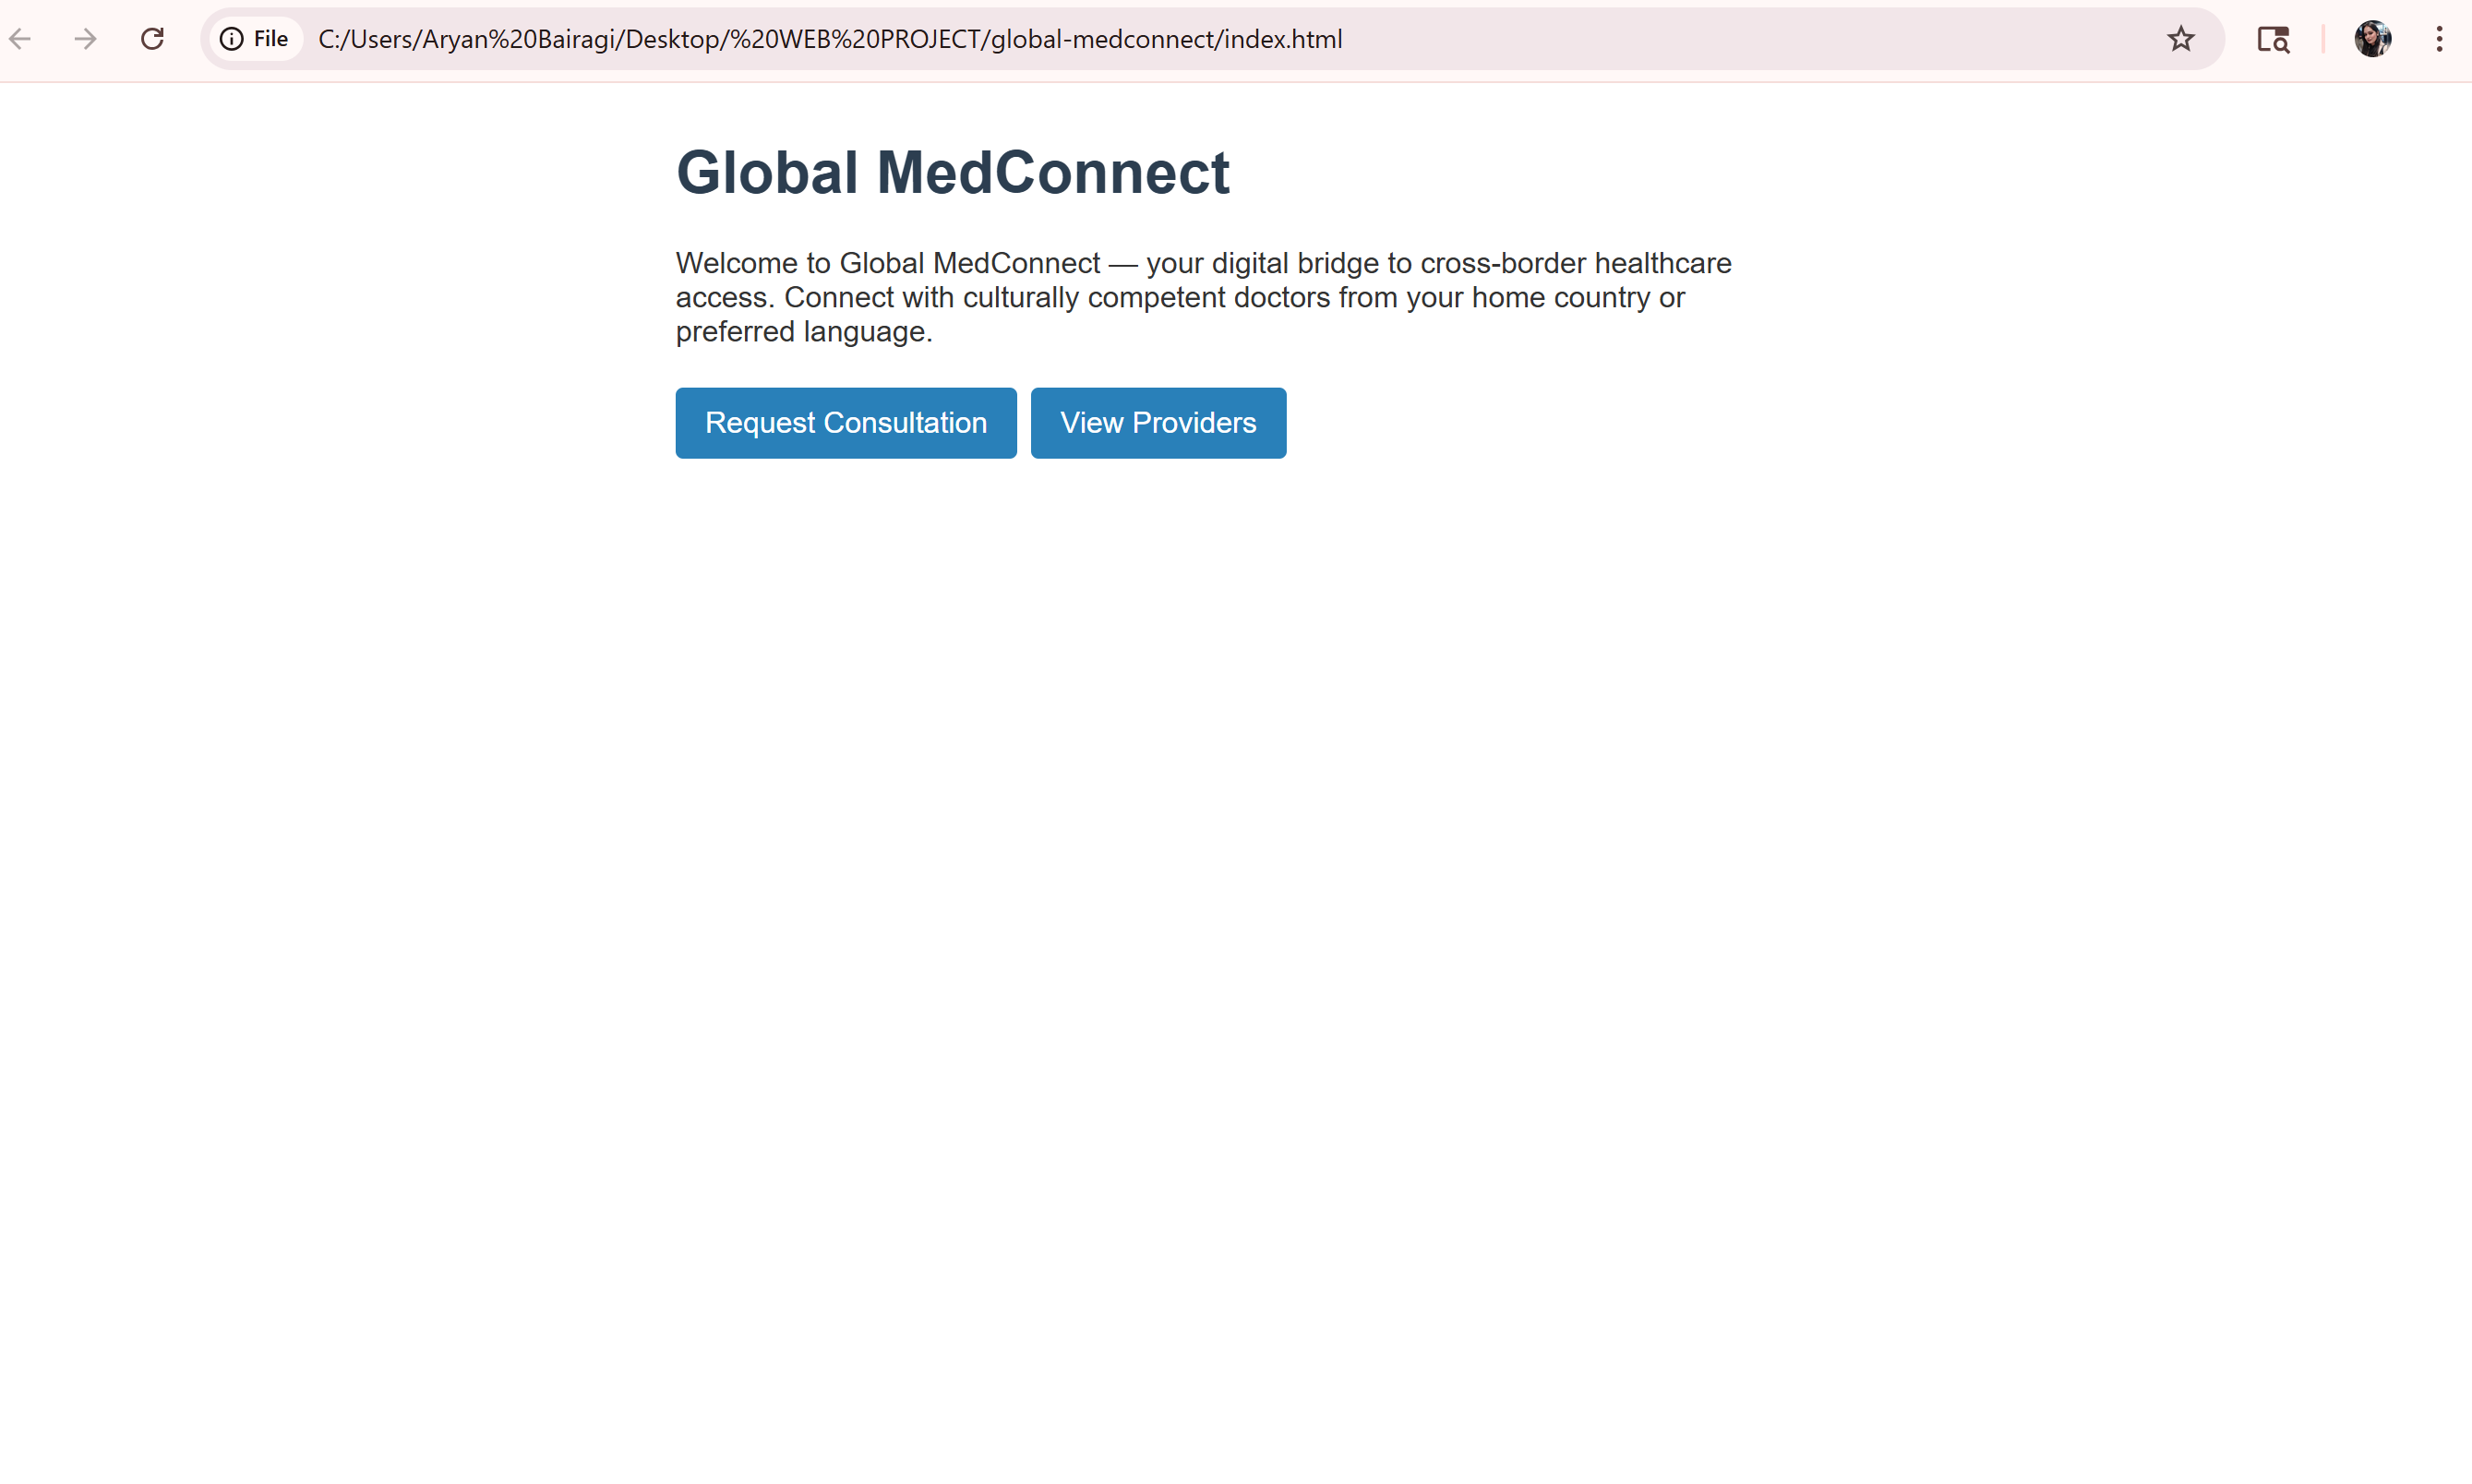 File C:/Users/Aryan%20Bairagi/Desktop/%20WEB%20PROJECT/global-medconnect/index.html
Global MedConnect
Welcome to Global MedConnect — your digital bridge to cross-border healthcare
access. Connect with culturally competent doctors from your home country or
preferred language.
Request Consultation View Providers